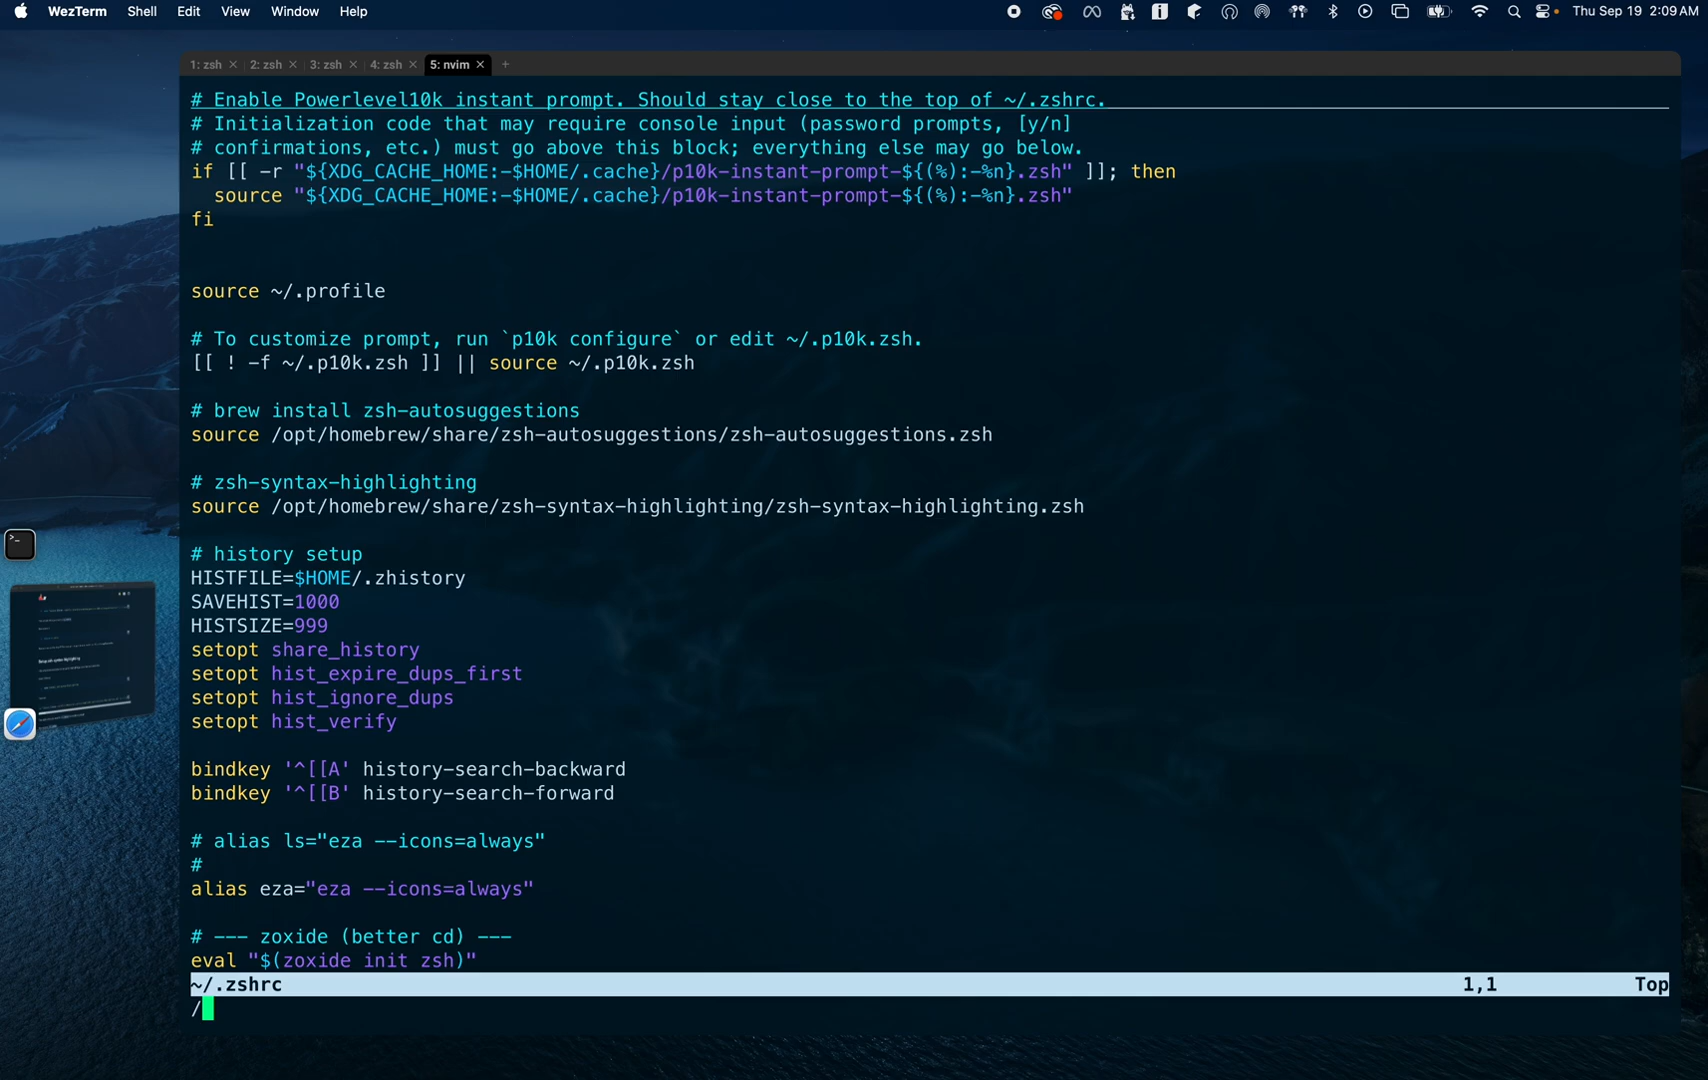 WezTerm Shell Edit View Window Help Thu Sep 19 2:09 AM
1: zsh × 2: zsh × 3: zsh × 4: zsh × 5: nvim × +
# Enable Powerlevel10k instant prompt. Should stay close to the top of ~/.zshrc.
# Initialization code that may require console input (password prompts, [y/n]
# confirmations, etc.) must go above this block; everything else may go below.
if [[ -r "${XDG_CACHE_HOME:-$HOME/.cache}/p10k-instant-prompt-${(%):-%n}.zsh" ]]; then
  source "${XDG_CACHE_HOME:-$HOME/.cache}/p10k-instant-prompt-${(%):-%n}.zsh"
fi
source ~/.profile
# To customize prompt, run `p10k configure` or edit ~/.p10k.zsh.
[[ ! -f ~/.p10k.zsh ]] || source ~/.p10k.zsh
# brew install zsh-autosuggestions
source /opt/homebrew/share/zsh-autosuggestions/zsh-autosuggestions.zsh
# zsh-syntax-highlighting
source /opt/homebrew/share/zsh-syntax-highlighting/zsh-syntax-highlighting.zsh
# history setup
HISTFILE=$HOME/.zhistory
SAVEHIST=1000
HISTSIZE=999
setopt share_history
setopt hist_expire_dups_first
setopt hist_ignore_dups
setopt hist_verify
bindkey '^[[A' history-search-backward
bindkey '^[[B' history-search-forward
# alias ls="eza --icons=always"
#
alias eza="eza --icons=always"
# --- zoxide (better cd) ---
eval "$(zoxide init zsh)"
~/.zshrc 1,1 Top
/